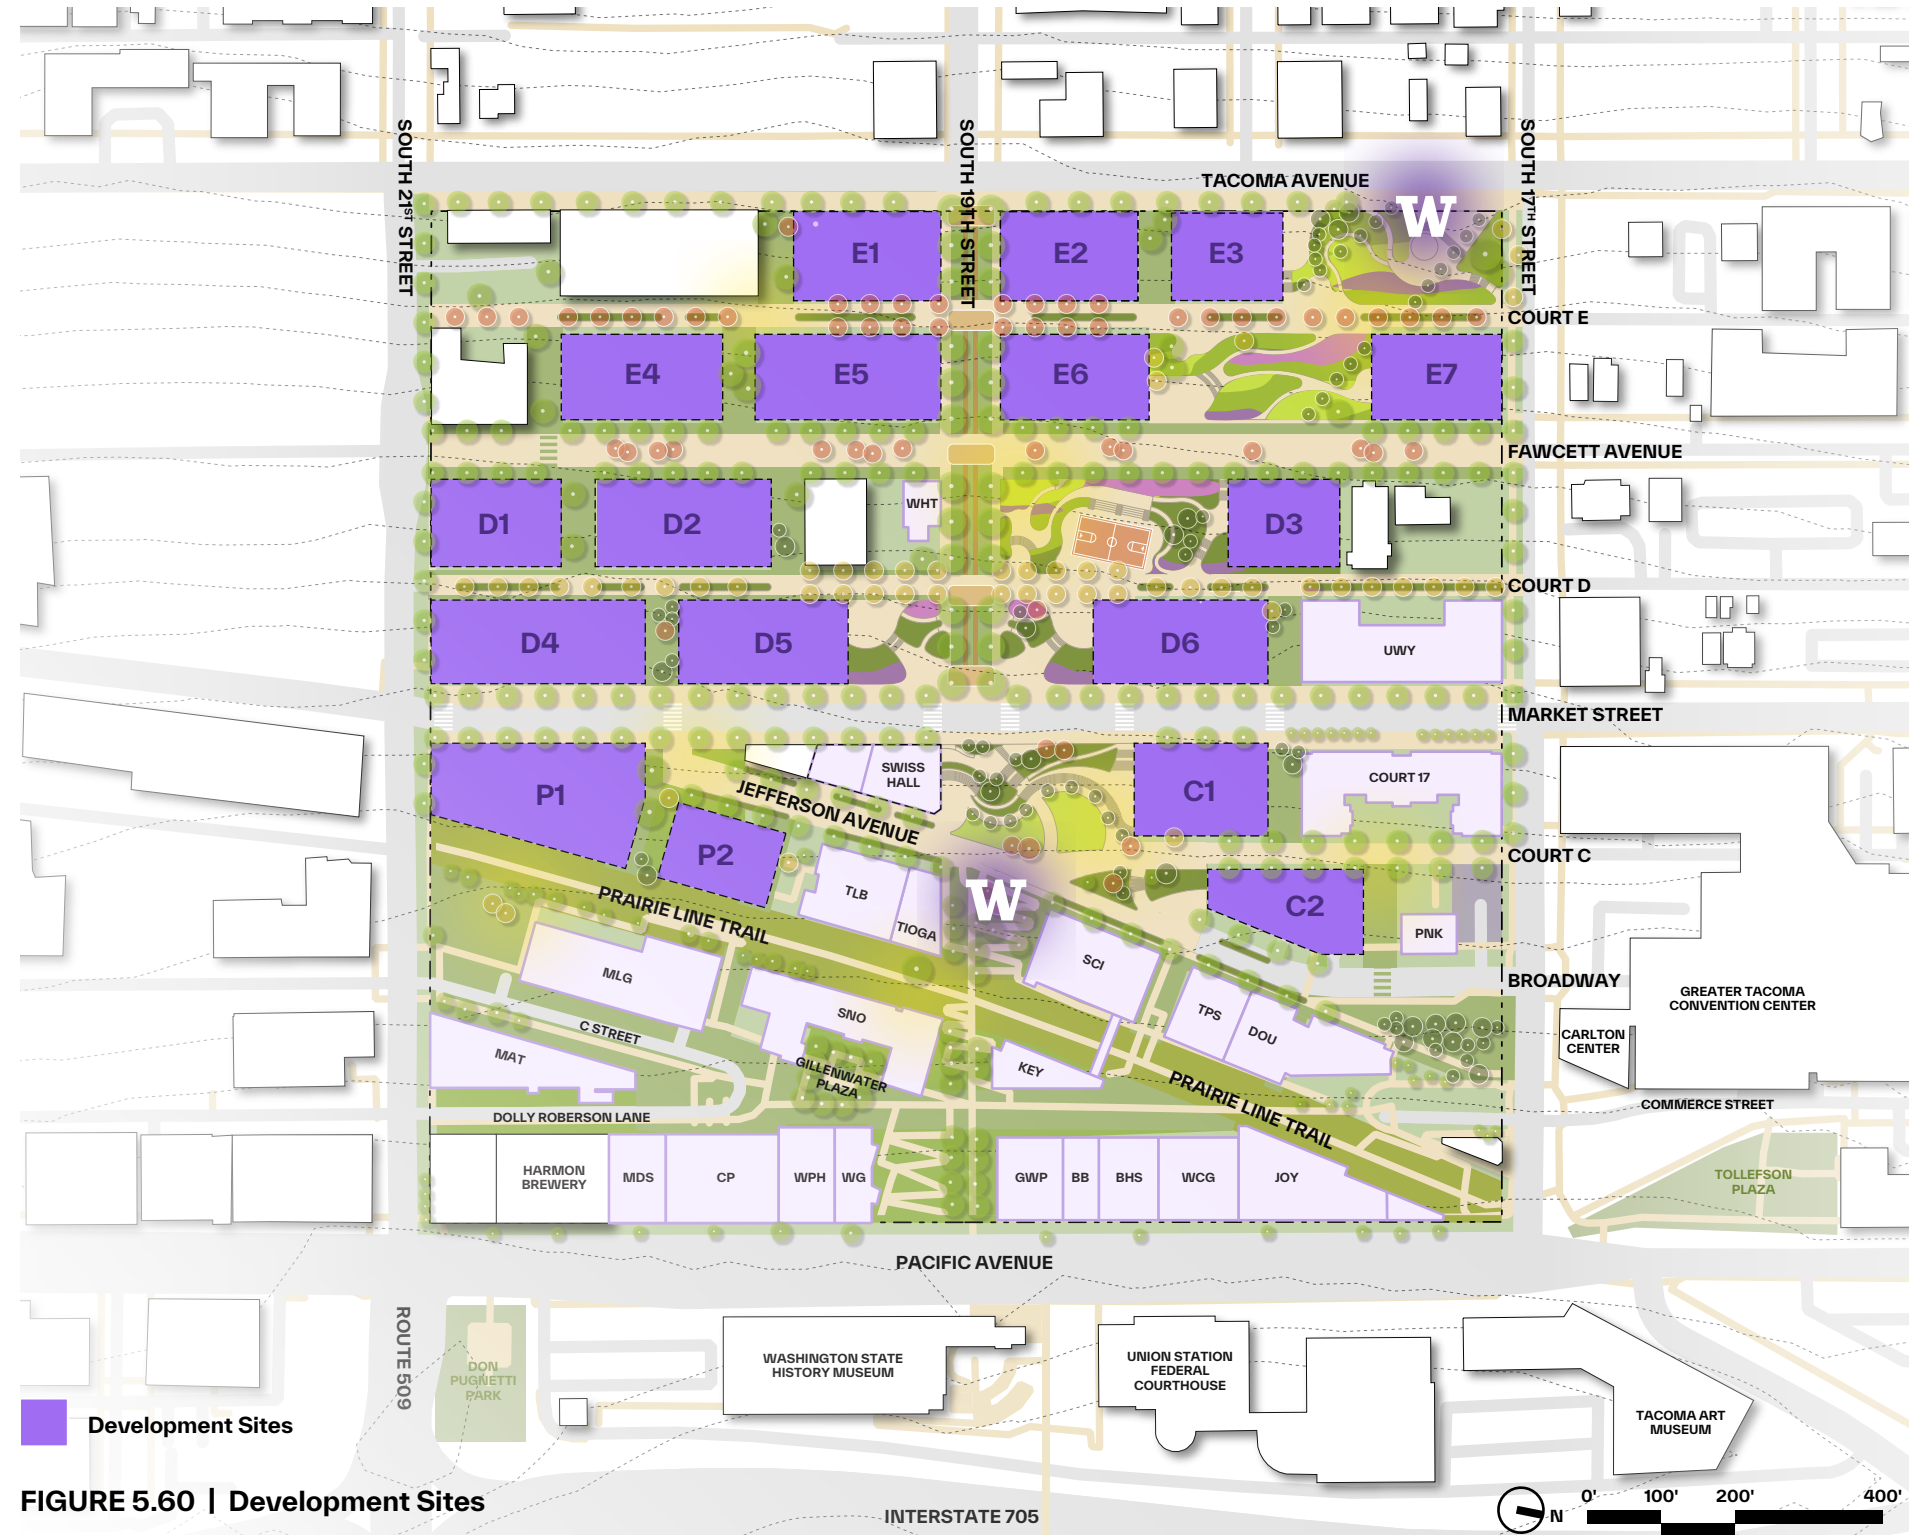 SOUTH 21ST STREET
SOUTH 19TH STREET
SOUTH 17TH STREET
TACOMA AVENUE
W
E1
E2
E3
COURT E
E4
E5
E6
E7
FAWCETT AVENUE
D1
D2
WHT
D3
COURT D
D4
D5
D6
UWY
MARKET STREET
P1
SWISS
HALL
JEFFERSON AVENUE
C1
COURT 17
P2
COURT C
TLB
TIOGA
W
C2
PNK
PRAIRIE LINE TRAIL
MLG
SCI
BROADWAY
GREATER TACOMA
CONVENTION CENTER
SNO
TPS
DOU
C STREET
CARLTON
CENTER
MAT
GILLENWATER
PLAZA
KEY
PRAIRIE LINE TRAIL
DOLLY ROBERSON LANE
COMMERCE STREET
HARMON
BREWERY
MDS
CP
WPH
WG
GWP
BB
BHS
WCG
JOY
TOLLEFSON
PLAZA
PACIFIC AVENUE
ROUTE 509
DON
PUGNETTI
PARK
WASHINGTON STATE
HISTORY MUSEUM
UNION STATION
FEDERAL
COURTHOUSE
TACOMA ART
MUSEUM
Development Sites
FIGURE 5.60 | Development Sites
INTERSTATE 705
N
0' 100' 200' 400'